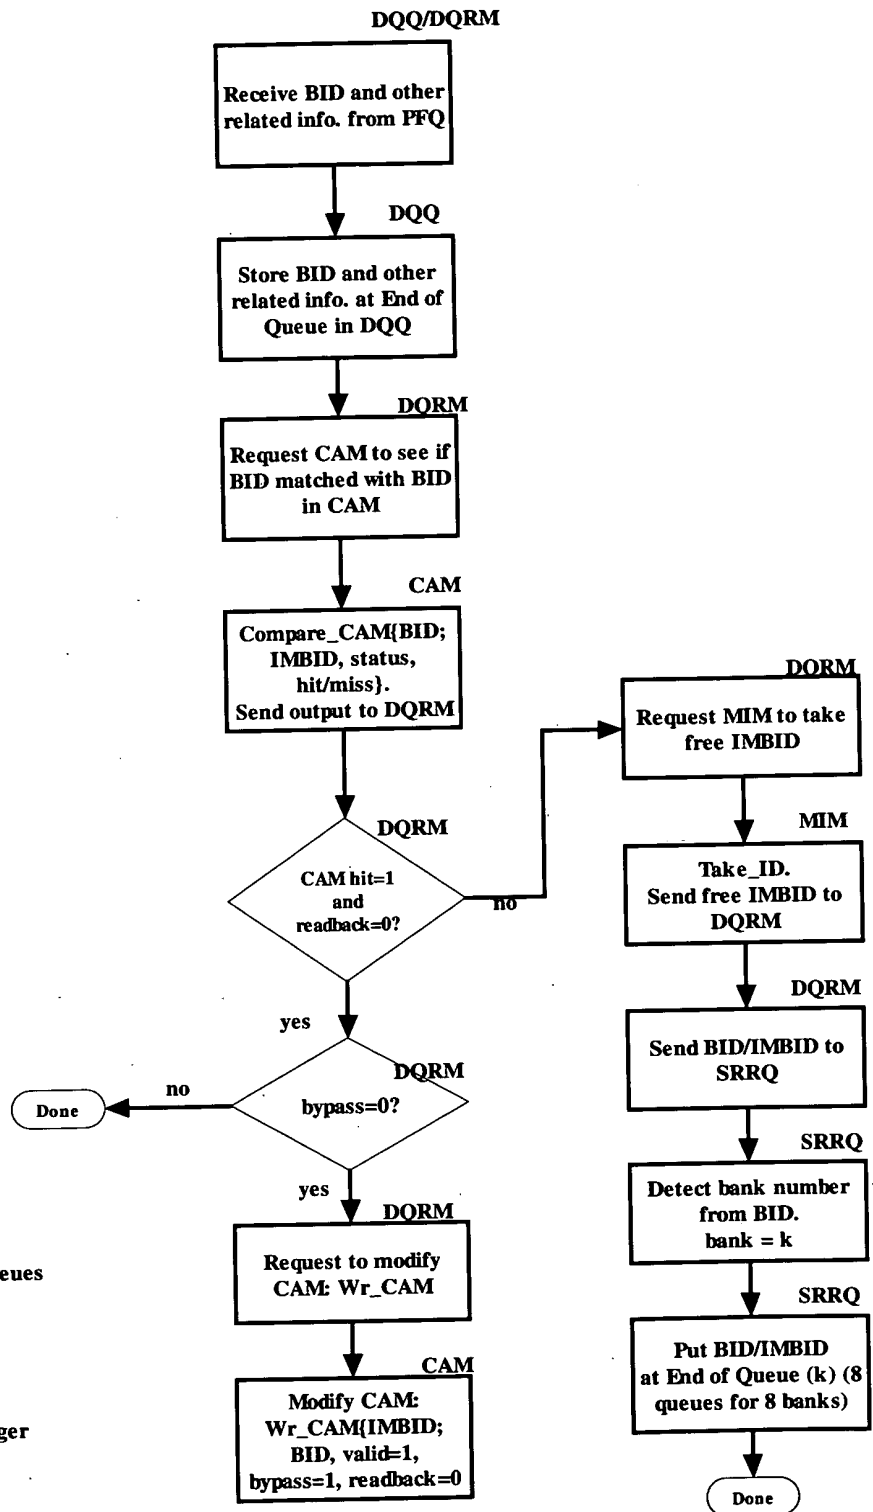 DQQ/DQRM
Receive BID and other
related info. from PFQ
DQQ
Store BID and other
related info. at End of
Queue in DQQ
DQRM
Request CAM to see if
BID matched with BID
in CAM
CAM
Compare_CAM{BID;
IMBID, status,
hit/miss}.
Send output to DQRM
DQRM
CAM hit=1
and
readback=0?
no
yes
DQRM
bypass=0?
no
Done
yes
DQRM
Request to modify
CAM: Wr_CAM
CAM
Modify CAM:
Wr_CAM{IMBID;
BID, valid=1,
bypass=1, readback=0
DQRM
Request MIM to take
free IMBID
MIM
Take_ID.
Send free IMBID to
DQRM
DQRM
Send BID/IMBID to
SRRQ
SRRQ
Detect bank number
from BID.
bank = k
SRRQ
Put BID/IMBID
at End of Queue (k) (8
queues for 8 banks)
Done
eues
ger